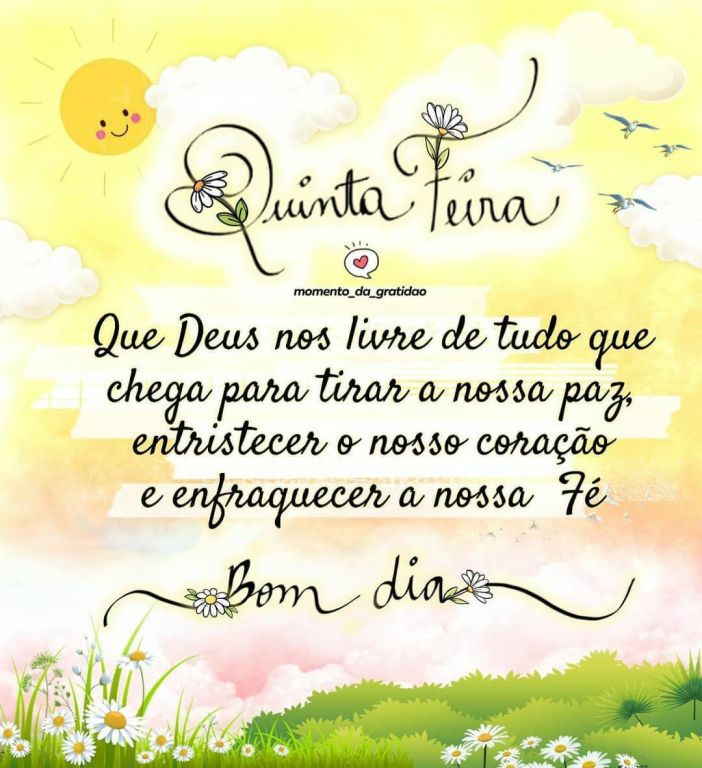 Quinta Feira
momento_da_gratidao
Que Deus nos livre de tudo que
chega para tirar a nossa paz,
entristecer o nosso coração
e enfraquecer a nossa Fé
Bom dia